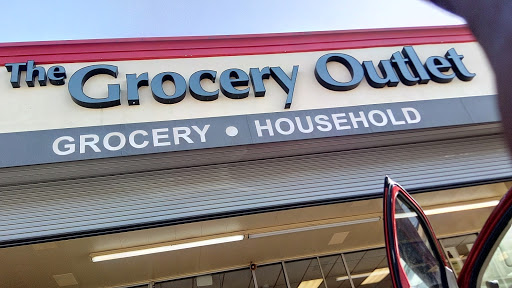 The Grocery Outlet
GROCERY • HOUSEHOLD